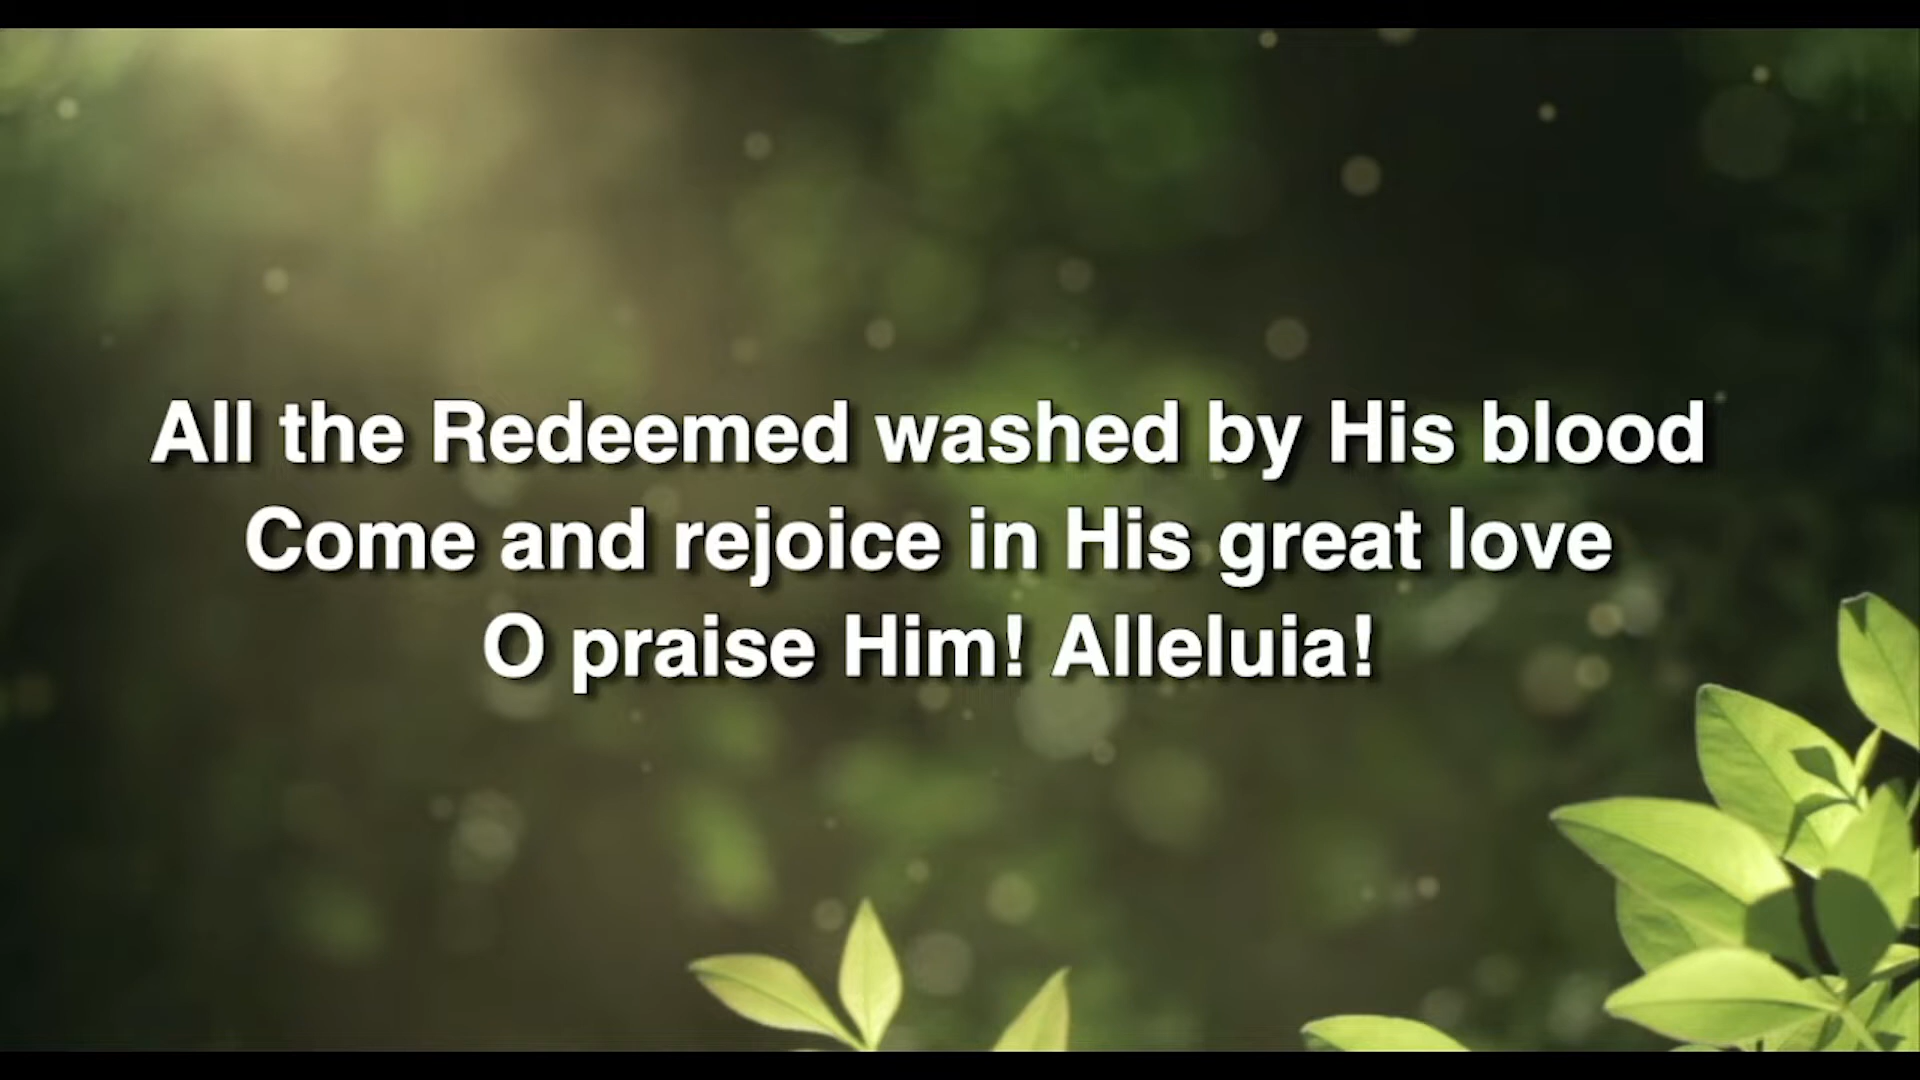 All the Redeemed washed by His blood
Come and rejoice in His great love
O praise Him! Alleluia!